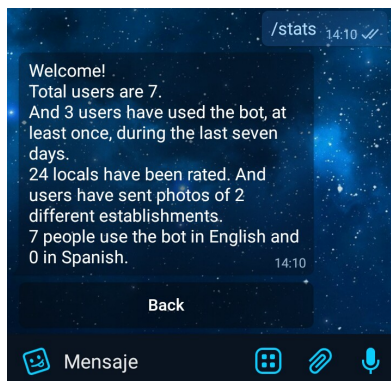 /stats 14:10
Welcome!
Total users are 7.
And 3 users have used the bot, at
least once, during the last seven
days.
24 locals have been rated. And
users have sent photos of 2
different establishments.
7 people use the bot in English and
0 in Spanish.
14:10
Back
Mensaje